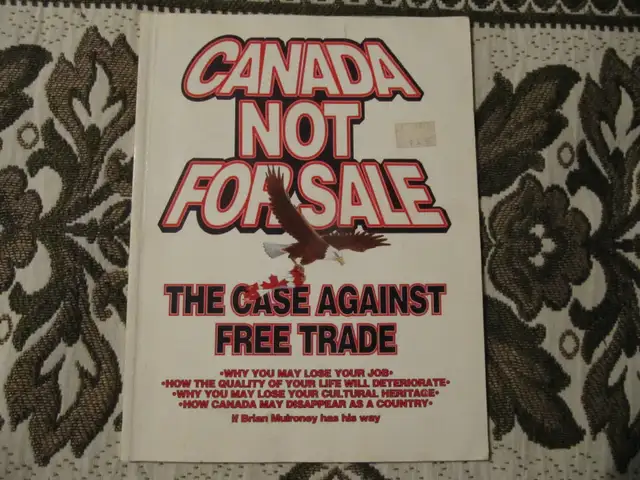 CANADA
NOT
FOR SALE
THE CASE AGAINST
FREE TRADE
•WHY YOU MAY LOSE YOUR JOB•
•HOW THE QUALITY OF YOUR LIFE WILL DETERIORATE•
•WHY YOU MAY LOSE YOUR CULTURAL HERITAGE•
•HOW CANADA MAY DISAPPEAR AS A COUNTRY•
If Brian Mulroney has his way